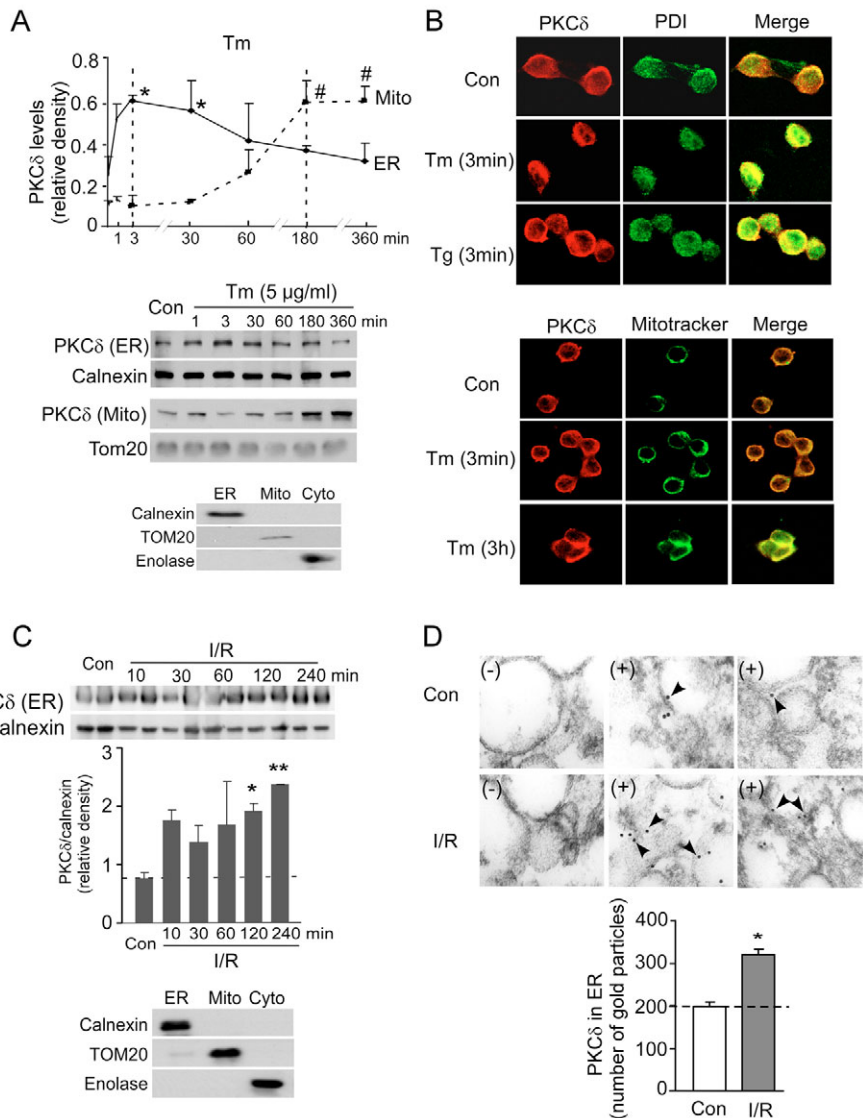 A
Tm
PKCδ levels
(relative density)
0.8
0.6
0.4
0.2
0
*
*
#
#
Mito
ER
1 3 30 60 180 360 min
Con
Tm (5 µg/ml)
1 3 30 60 180 360 min
PKCδ (ER)
Calnexin
PKCδ (Mito)
Tom20
ER Mito Cyto
Calnexin
TOM20
Enolase
B
PKCδ PDI Merge
Con
Tm (3min)
Tg (3min)
PKCδ Mitotracker Merge
Con
Tm (3min)
Tm (3h)
C
Con
I/R
10 30 60 120 240 min
Cδ (ER)
alnexin
PKCδ/calnexin
(relative density)
3
2
1
0
*
**
Con
10 30 60 120 240 min
I/R
ER Mito Cyto
Calnexin
TOM20
Enolase
D
Con
(-) (+) (+)
I/R
(-) (+) (+)
PKCδ in ER
(number of gold particles)
400
300
200
100
0
*
Con I/R